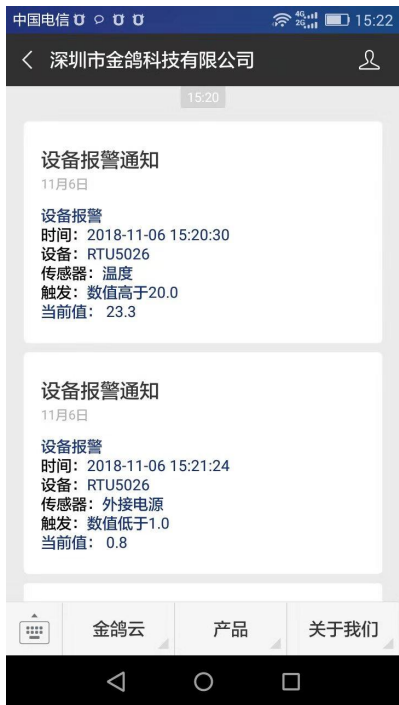 中国电信
4G
2G
15:22
深圳市金鸽科技有限公司
15:20
设备报警通知
11月6日
设备报警
时间：2018-11-06 15:20:30
设备：RTU5026
传感器：温度
触发：数值高于20.0
当前值： 23.3
设备报警通知
11月6日
设备报警
时间：2018-11-06 15:21:24
设备：RTU5026
传感器：外接电源
触发：数值低于1.0
当前值： 0.8
金鸽云
产品
关于我们